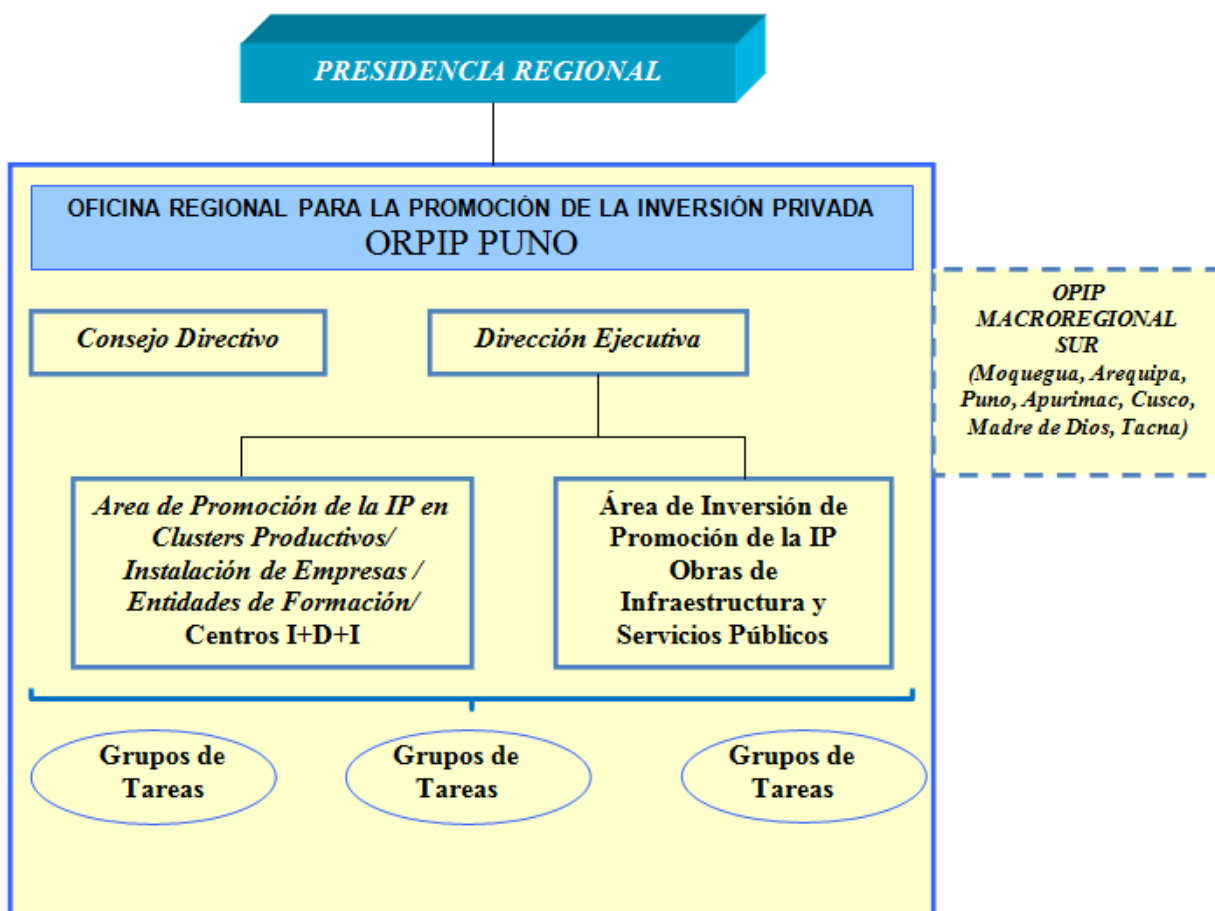 PRESIDENCIA REGIONAL
OFICINA REGIONAL PARA LA PROMOCIÓN DE LA INVERSIÓN PRIVADA
ORPIP PUNO
Consejo Directivo
Dirección Ejecutiva
OPIP
MACROREGIONAL
SUR
(Moquegua, Arequipa,
Puno, Apurimac, Cusco,
Madre de Dios, Tacna)
Area de Promoción de la IP en
Clusters Productivos/
Instalación de Empresas /
Entidades de Formación/
Centros I+D+I
Área de Inversión de
Promoción de la IP
Obras de
Infraestructura y
Servicios Públicos
Grupos de
Tareas
Grupos de
Tareas
Grupos de
Tareas